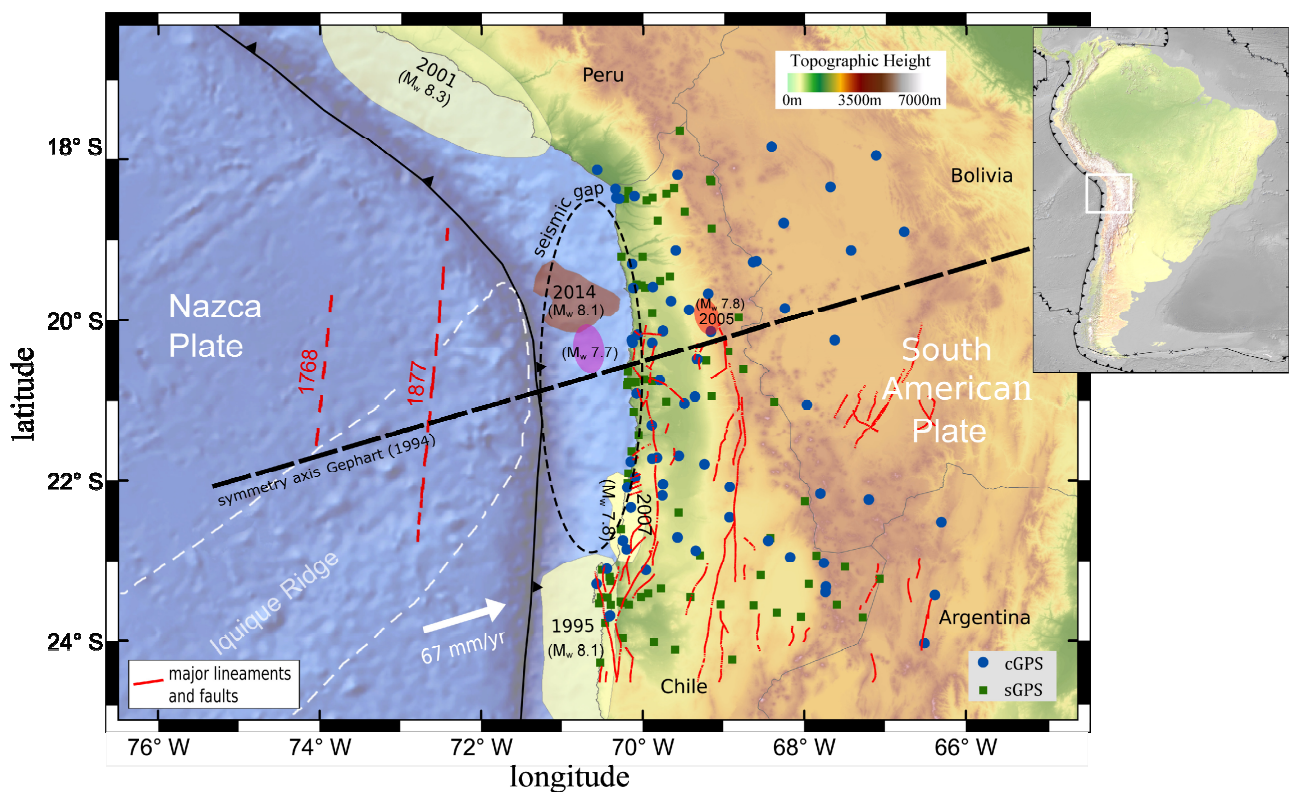 2001
(Mw 8.3)
Peru
Topographic Height
0m 3500m 7000m
18° S
Bolivia
seismic gap
2014
(Mw 8.1)
(Mw 7.8)
2005
Nazca
Plate
20° S
(Mw 7.7)
1768
1877
South
American
Plate
latitude
symmetry axis Gephart (1994)
22° S
2007
(Mw 7.8)
Iquique Ridge
67 mm/yr
1995
(Mw 8.1)
Argentina
24° S
major lineaments
and faults
Chile
cGPS
sGPS
76° W 74° W 72° W 70° W 68° W 66° W
longitude